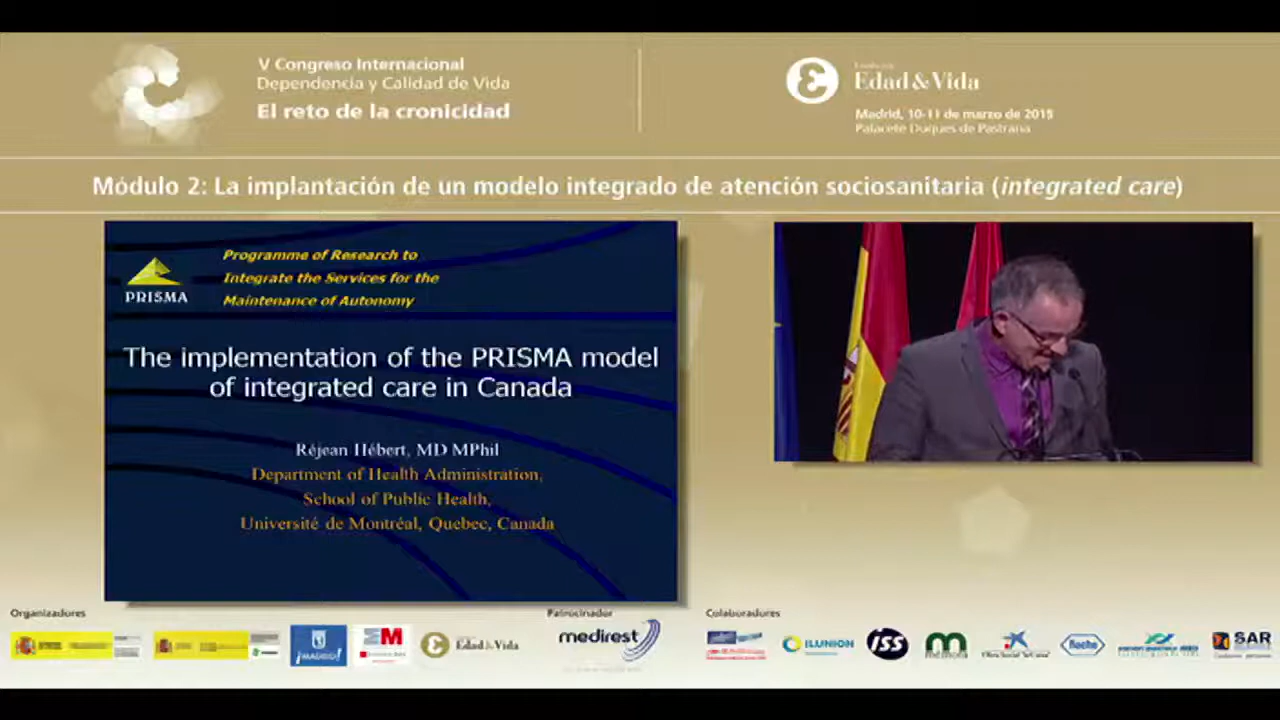 V Congreso Internacional
Dependencia y Calidad de Vida
El reto de la cronicidad
Edad&Vida
Madrid, 10-11 de marzo de 2015
Palacete Duques de Pastrana
Módulo 2: La implantación de un modelo integrado de atención sociosanitaria (integrated care)
PRISMA
Programme of Research to
Integrate the Services for the
Maintenance of Autonomy
The implementation of the PRISMA model
of integrated care in Canada
Réjean Hébert, MD MPhil
Department of Health Administration,
School of Public Health,
Université de Montréal, Quebec, Canada
Organizadores
Patrocinador
Colaboradores
¡MADRID!
M
Edad&Vida
medirest
ILUNION
iss
Roche
SAR